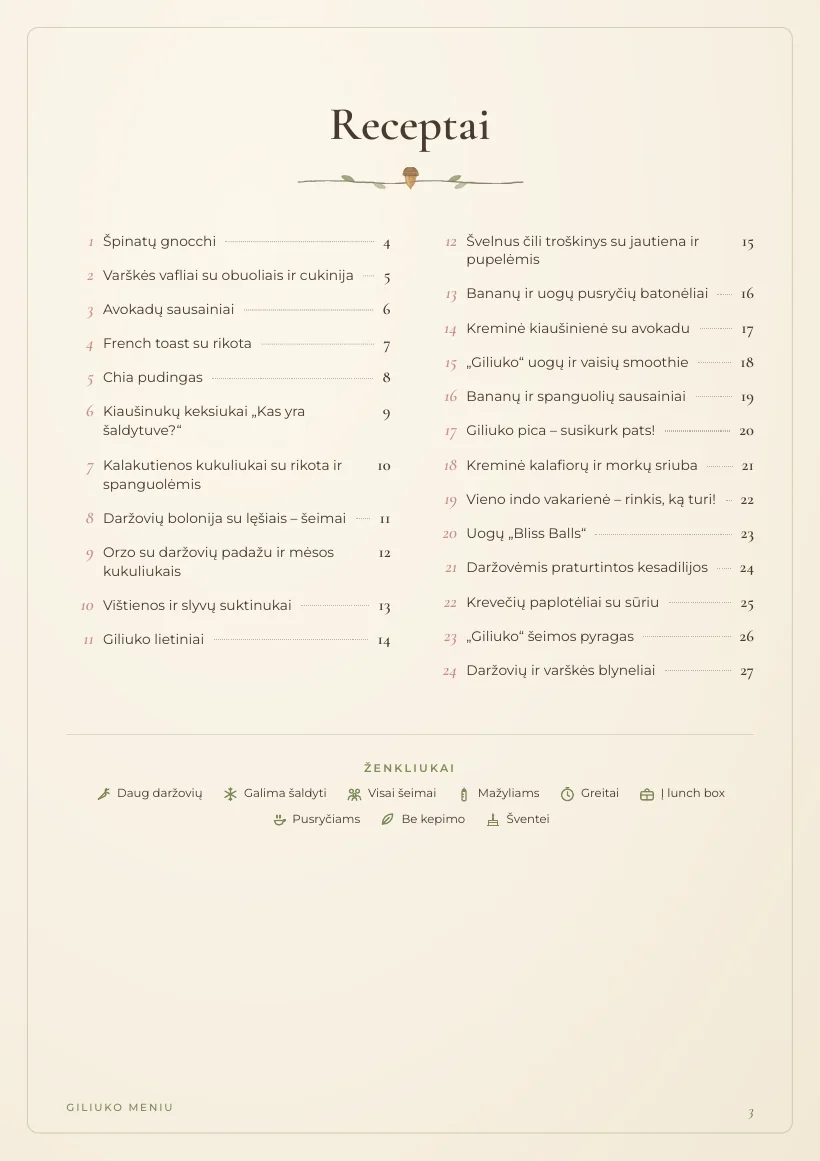 Receptai
1 Špinatų gnocchi 4
2 Varškės vafliai su obuoliais ir cukinija 5
3 Avokadų sausainiai 6
4 French toast su rikota 7
5 Chia pudingas 8
6 Kiaušinukų keksiukai „Kas yra 9
šaldytuve?“
7 Kalakutienos kukuliukai su rikota ir 10
spanguolėmis
8 Daržovių bolonija su lęšiais – šeimai 11
9 Orzo su daržovių padažu ir mėsos 12
kukuliukais
10 Vištienos ir slyvų suktinukai 13
11 Giliuko lietiniai 14
12 Švelnus čili troškinys su jautiena ir 15
pupelėmis
13 Bananų ir uogų pusryčių batonėliai 16
14 Kreminė kiaušinienė su avokadu 17
15 „Giliuko“ uogų ir vaisių smoothie 18
16 Bananų ir spanguolių sausainiai 19
17 Giliuko pica – susikurk pats! 20
18 Kreminė kalafiorų ir morkų sriuba 21
19 Vieno indo vakarienė – rinkis, ką turi! 22
20 Uogų „Bliss Balls“ 23
21 Daržovėmis praturtintos kesadilijos 24
22 Krevečių paplotėliai su sūriu 25
23 „Giliuko“ šeimos pyragas 26
24 Daržovių ir varškės blyneliai 27
ŽENKLIUKAI
Daug daržovių Galima šaldyti Visai šeimai Mažyliams Greitai Į lunch box
Pusryčiams Be kepimo Šventei
GILIUKO MENIU 3